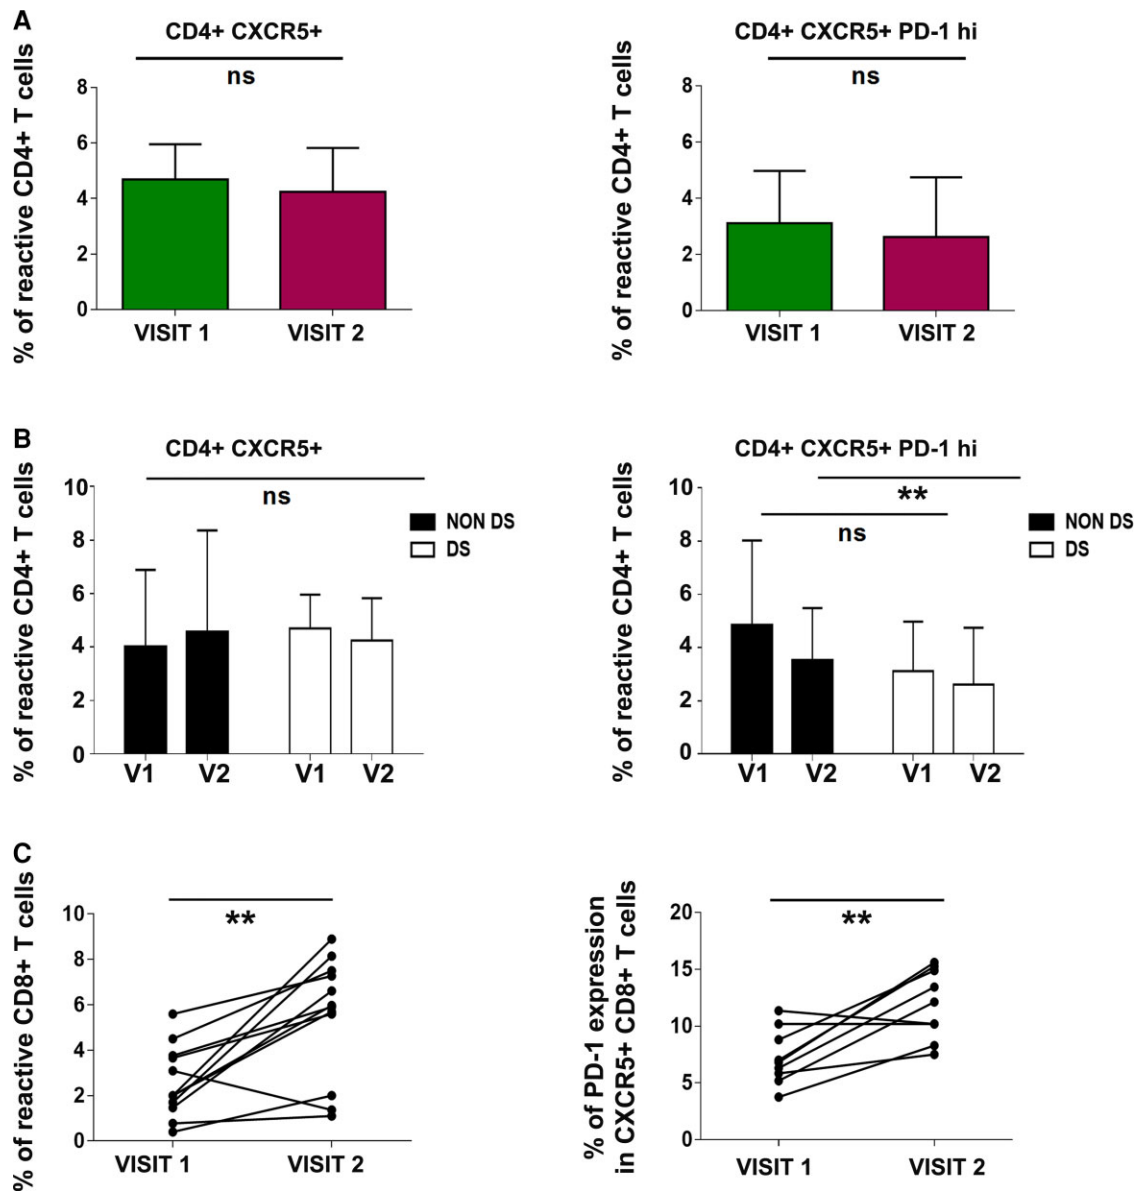 A
CD4+ CXCR5+
ns
% of reactive CD4+ T cells
8
6
4
2
0
VISIT 1 VISIT 2
CD4+ CXCR5+ PD-1 hi
ns
% of reactive CD4+ T cells
8
6
4
2
0
VISIT 1 VISIT 2
B
CD4+ CXCR5+
ns
% of reactive CD4+ T cells
10
8
6
4
2
0
V1 V2 V1 V2
NON DS
DS
CD4+ CXCR5+ PD-1 hi
**
ns
% of reactive CD4+ T cells
10
8
6
4
2
0
V1 V2 V1 V2
NON DS
DS
C
**
% of reactive CD8+ T cells
10
8
6
4
2
0
VISIT 1 VISIT 2
**
% of PD-1 expression
in CXCR5+ CD8+ T cells
20
15
10
5
0
VISIT 1 VISIT 2